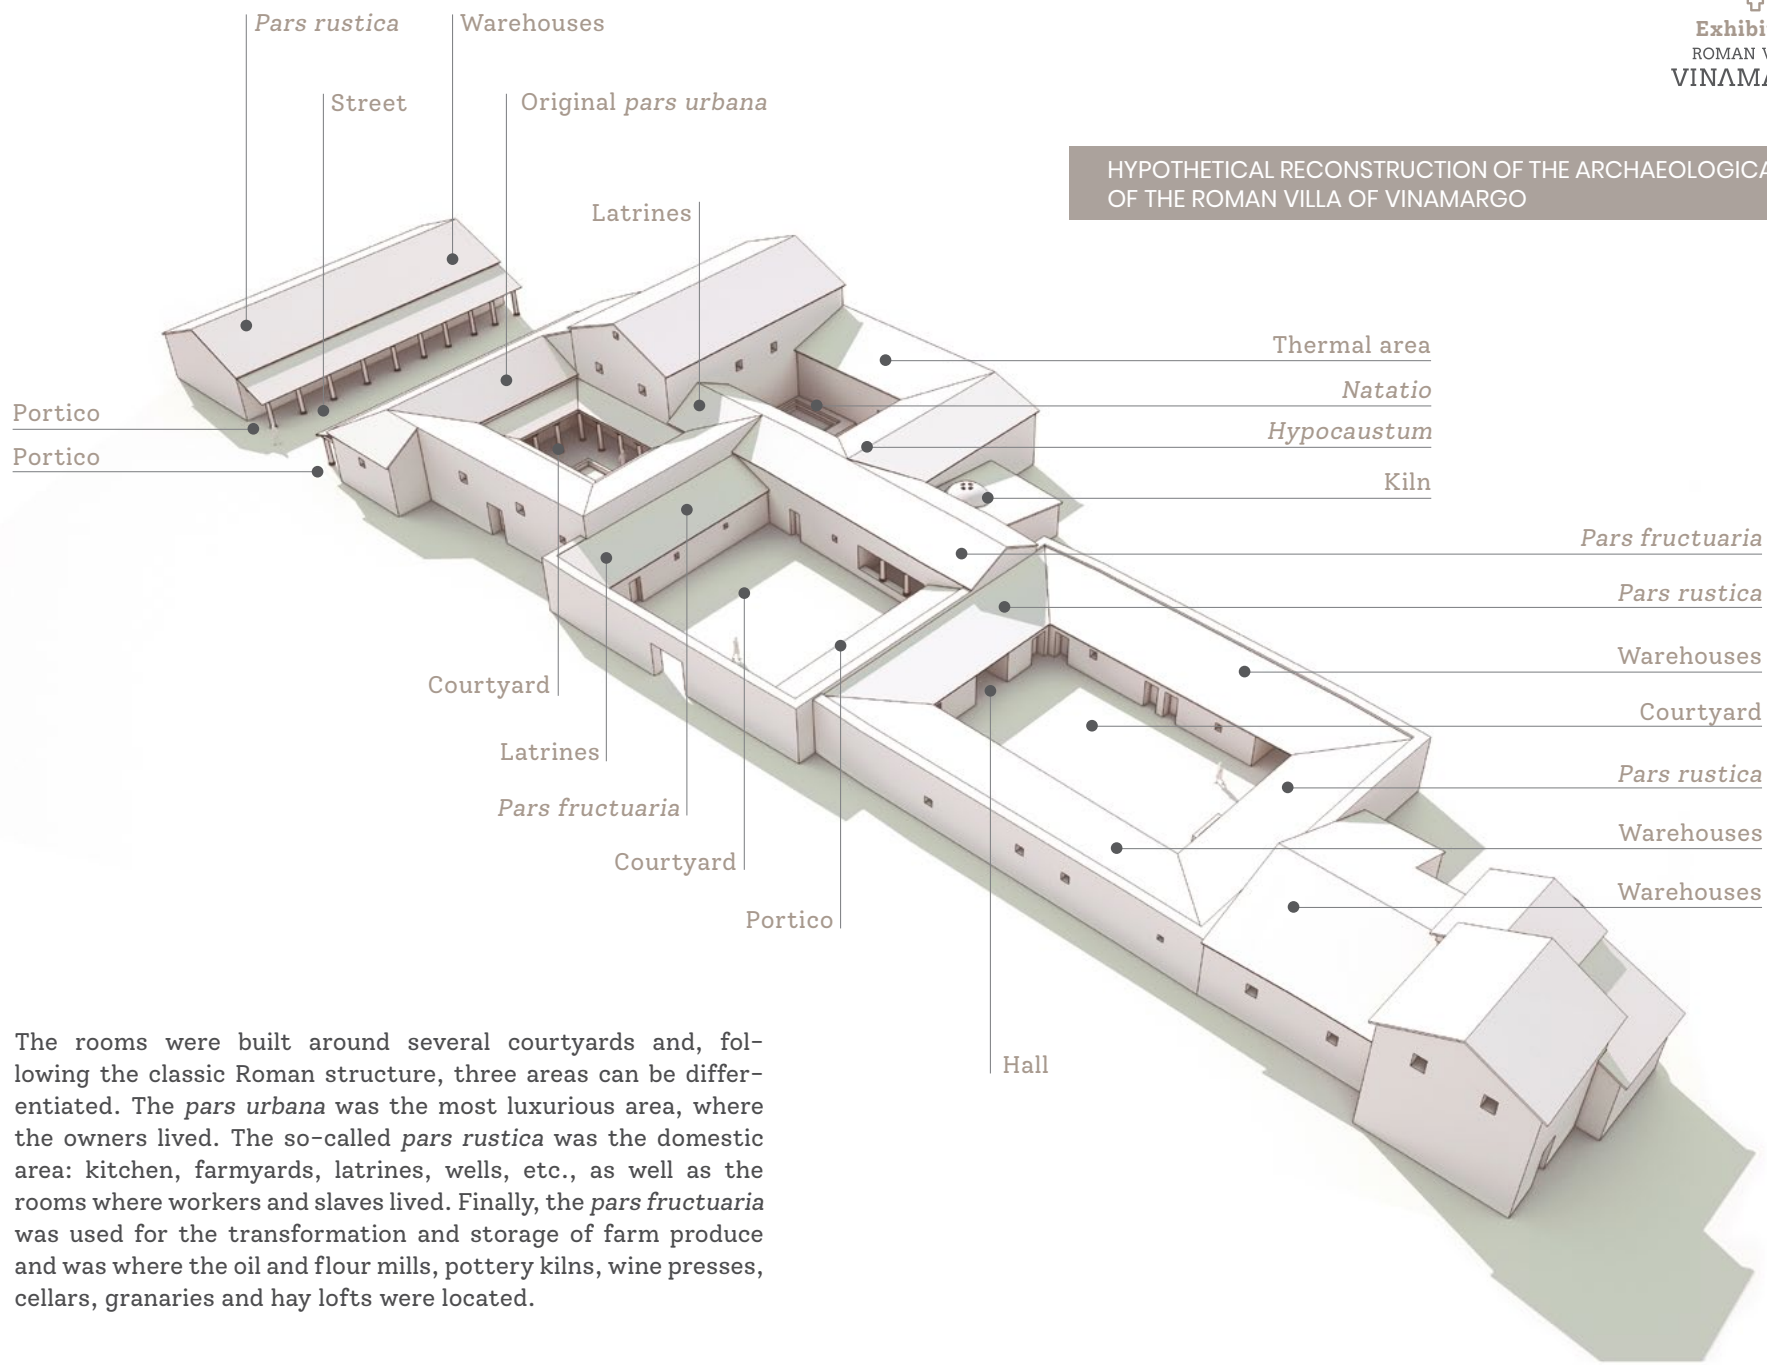 Pars rustica
Warehouses
Exhibi
ROMAN V
VINAMA
Street
Original pars urbana
HYPOTHETICAL RECONSTRUCTION OF THE ARCHAEOLOGICA
OF THE ROMAN VILLA OF VINAMARGO
Latrines
Thermal area
Natatio
Portico
Hypocaustum
Portico
Kiln
Pars fructuaria
Pars rustica
Warehouses
Courtyard
Courtyard
Latrines
Pars rustica
Pars fructuaria
Warehouses
Courtyard
Warehouses
Portico
Hall
The rooms were built around several courtyards and, fol-
lowing the classic Roman structure, three areas can be differ-
entiated. The pars urbana was the most luxurious area, where
the owners lived. The so-called pars rustica was the domestic
area: kitchen, farmyards, latrines, wells, etc., as well as the
rooms where workers and slaves lived. Finally, the pars fructuaria
was used for the transformation and storage of farm produce
and was where the oil and flour mills, pottery kilns, wine presses,
cellars, granaries and hay lofts were located.